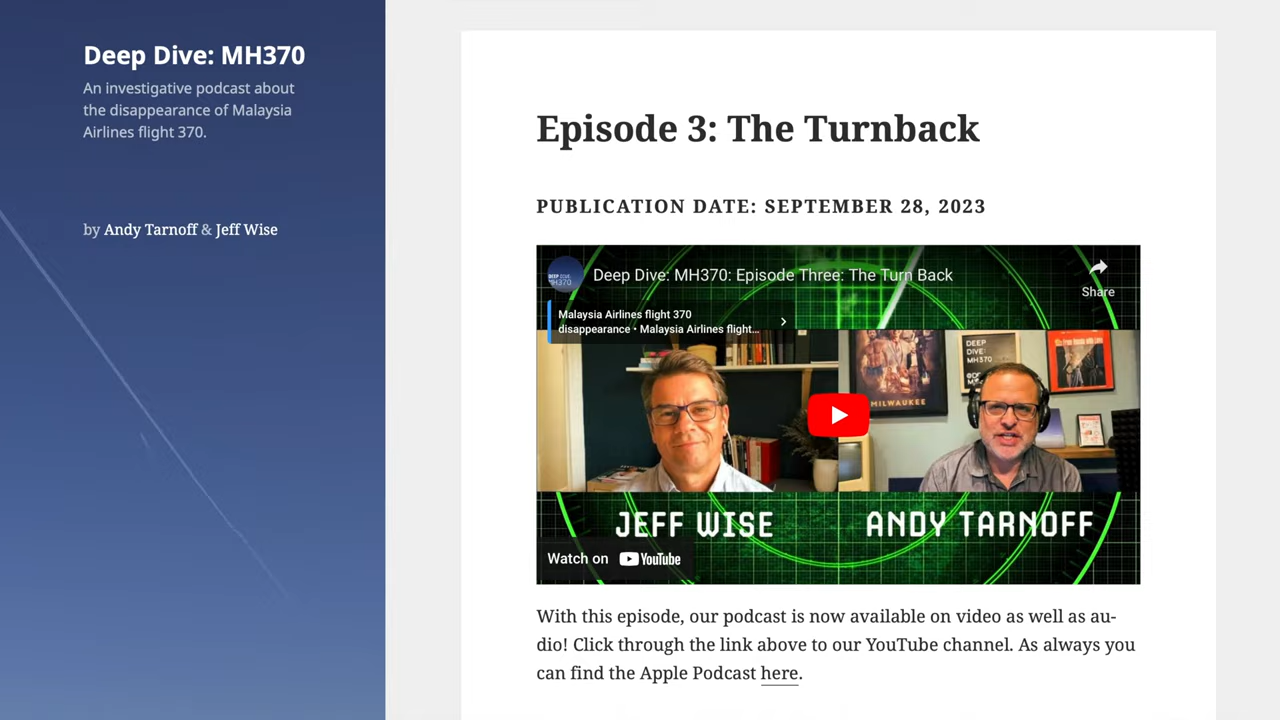 Deep Dive: MH370
An investigative podcast about
the disappearance of Malaysia
Airlines flight 370.
by Andy Tarnoff & Jeff Wise
Episode 3: The Turnback
PUBLICATION DATE: SEPTEMBER 28, 2023
DEEP DIVE:
MH370
Deep Dive: MH370: Episode Three: The Turn Back
Share
Malaysia Airlines flight 370
disappearance • Malaysia Airlines flight...
DEEP
DIVE:
MH370
MILWAUKEE
JEFF WISE
ANDY TARNOFF
Watch on YouTube
With this episode, our podcast is now available on video as well as au-
dio! Click through the link above to our YouTube channel. As always you
can find the Apple Podcast here.